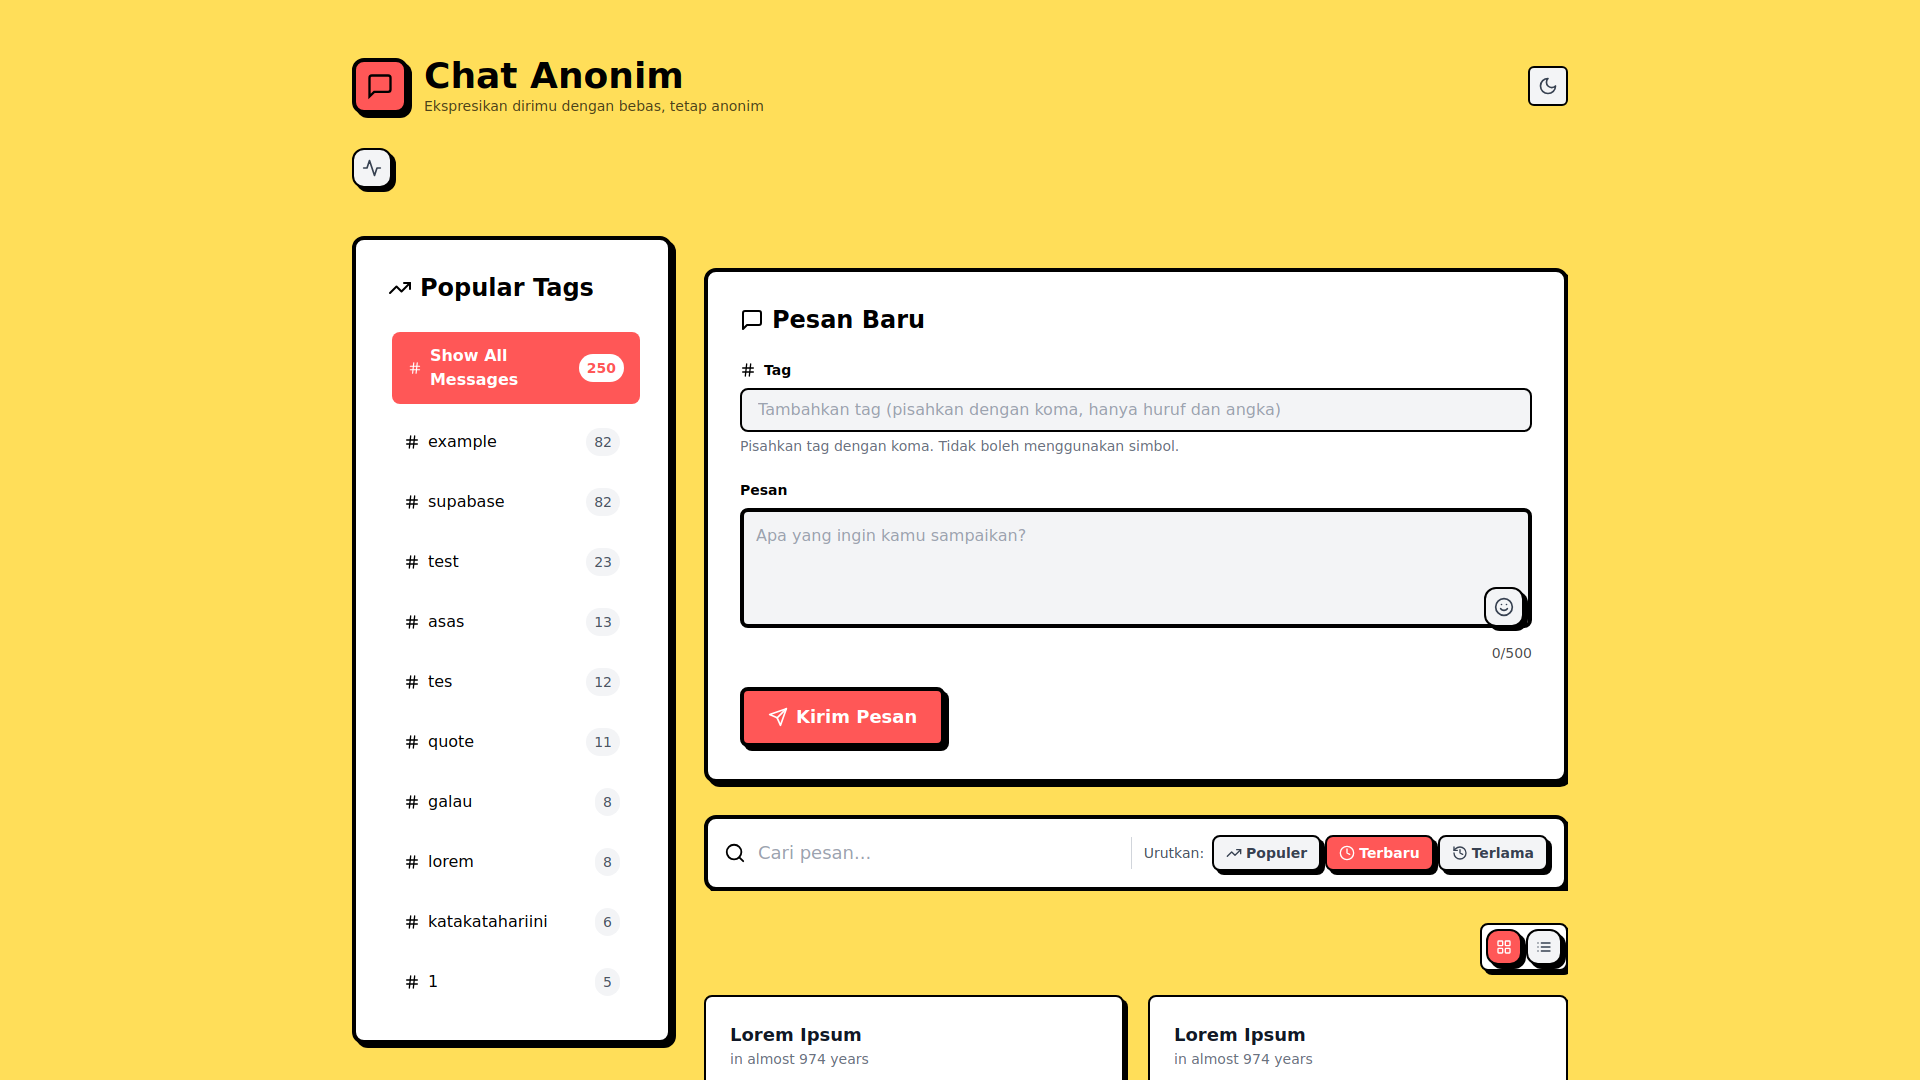 Chat Anonim
Ekspresikan dirimu dengan bebas, tetap anonim
Popular Tags
Show All
Messages
250
example 82
supabase 82
test 23
asas 13
tes 12
quote 11
galau 8
lorem 8
katakatahariini 6
1 5
Pesan Baru
Tag
Tambahkan tag (pisahkan dengan koma, hanya huruf dan angka)
Pisahkan tag dengan koma. Tidak boleh menggunakan simbol.
Pesan
Apa yang ingin kamu sampaikan?
0/500
Kirim Pesan
Cari pesan...
Urutkan: Populer Terbaru Terlama
Lorem Ipsum
in almost 974 years
Lorem Ipsum
in almost 974 years